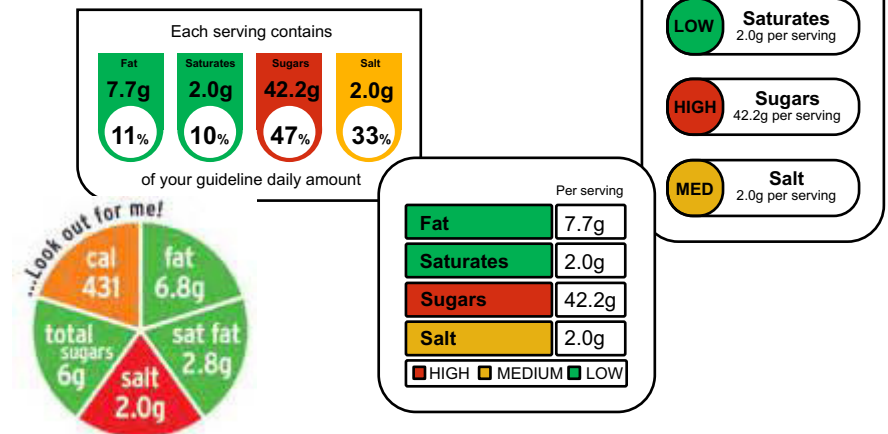 Each serving contains
Fat Saturates Sugars Salt
7.7g 2.0g 42.2g 2.0g
11% 10% 47% 33%
of your guideline daily amount
LOW Saturates
2.0g per serving
HIGH Sugars
42.2g per serving
MED Salt
2.0g per serving
...Look out for me!
cal
431
fat
6.8g
sat fat
2.8g
salt
2.0g
total
sugars
6g
Per serving
Fat 7.7g
Saturates 2.0g
Sugars 42.2g
Salt 2.0g
HIGH MEDIUM LOW